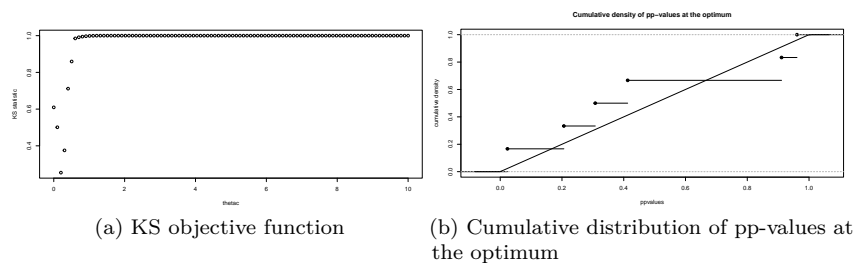 Cumulative density of pp-values at the optimum
KS statistic
0.4 0.6 0.8 1.0
0 2 4 6 8 10
thetac
cumulative density
0.0 0.2 0.4 0.6 0.8 1.0
0.0 0.2 0.4 0.6 0.8 1.0
ppvalues
(a) KS objective function
(b) Cumulative distribution of pp-values at
the optimum